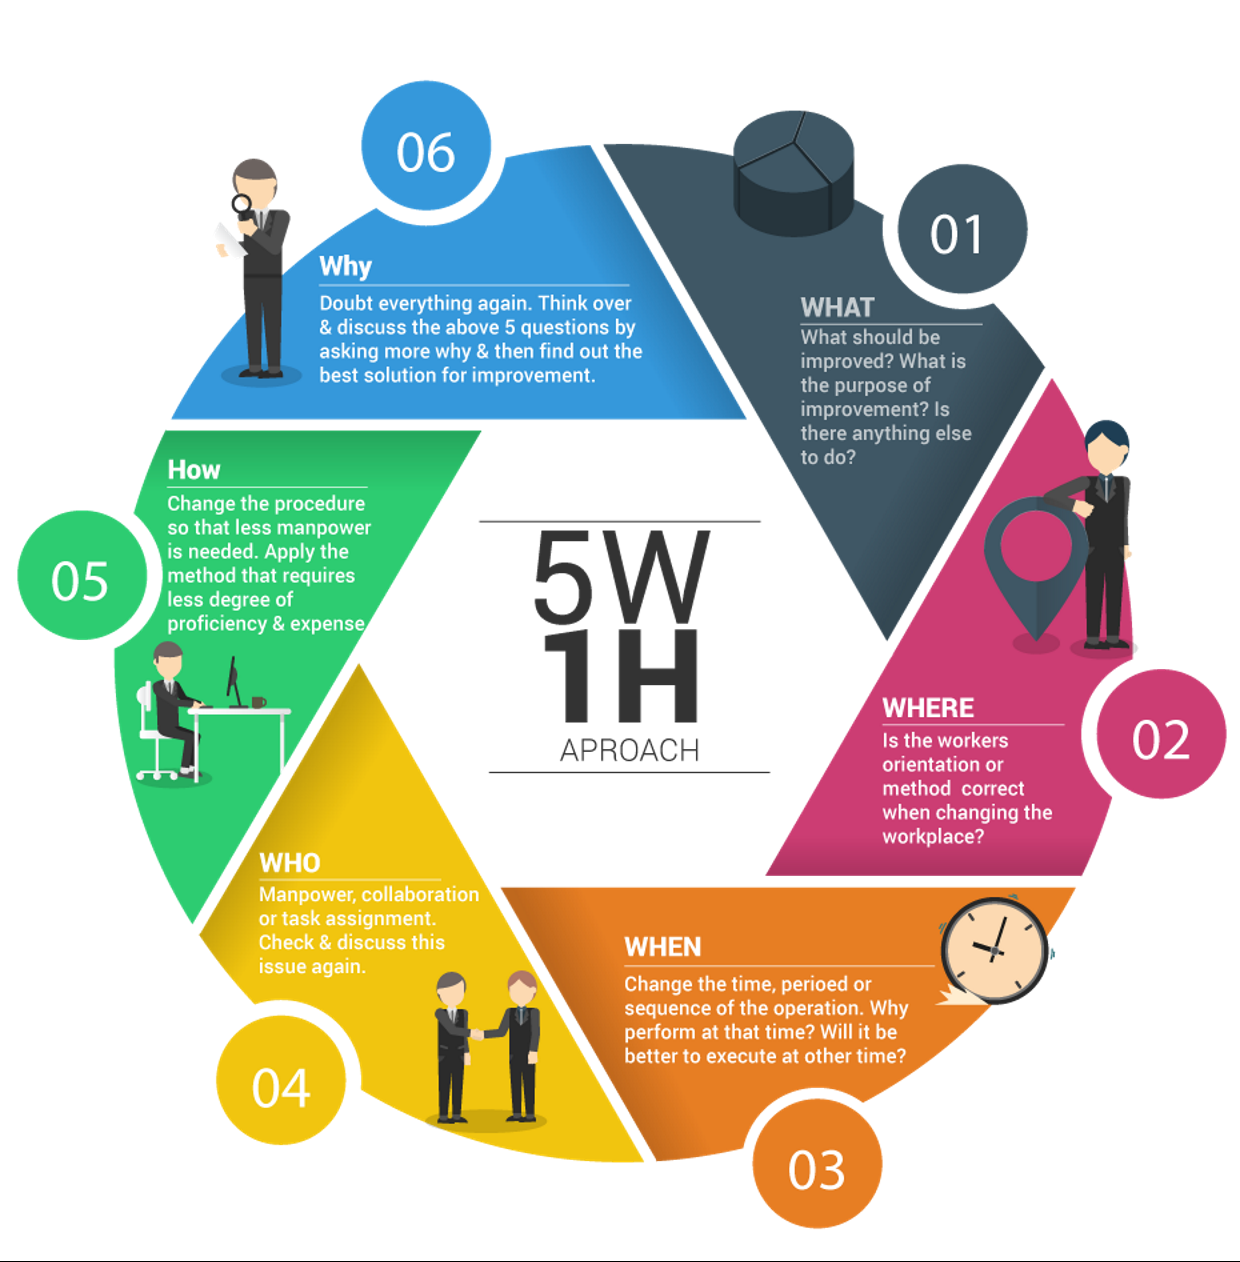 5W
1H
APROACH
01
WHAT
What should be
improved? What is
the purpose of
improvement? Is
there anything else
to do?
02
WHERE
Is the workers
orientation or
method  correct
when changing the
workplace?
03
WHEN
Change the time, perioed or
sequence of the operation. Why
perform at that time? Will it be
better to execute at other time?
04
WHO
Manpower, collaboration
or task assignment.
Check & discuss this
issue again.
05
How
Change the procedure
so that less manpower
is needed. Apply the
method that requires
less degree of
proficiency & expense
06
Why
Doubt everything again. Think over
& discuss the above 5 questions by
asking more why & then find out the
best solution for improvement.